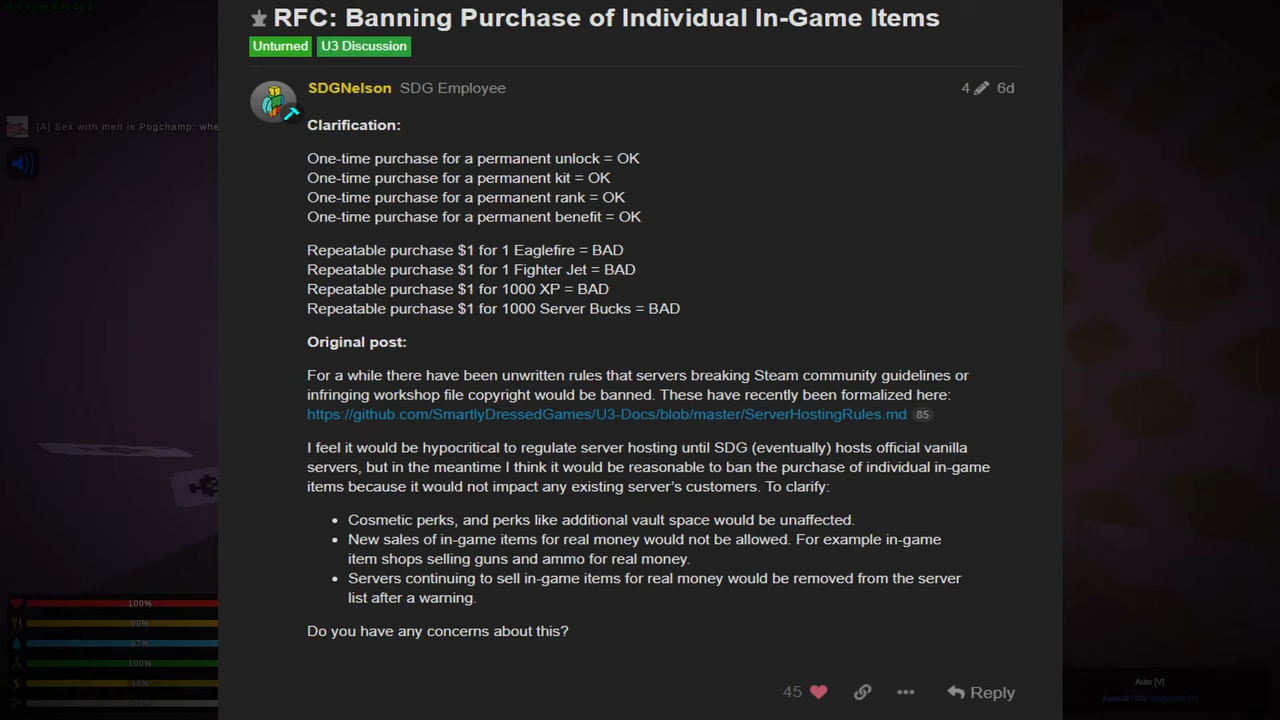 RFC: Banning Purchase of Individual In-Game Items
Unturned U3 Discussion
SDGNelson SDG Employee 4 6d
[A] Sex with men is Pogchamp: whe
Clarification:
One-time purchase for a permanent unlock = OK
One-time purchase for a permanent kit = OK
One-time purchase for a permanent rank = OK
One-time purchase for a permanent benefit = OK
Repeatable purchase $1 for 1 Eaglefire = BAD
Repeatable purchase $1 for 1 Fighter Jet = BAD
Repeatable purchase $1 for 1000 XP = BAD
Repeatable purchase $1 for 1000 Server Bucks = BAD
Original post:
For a while there have been unwritten rules that servers breaking Steam community guidelines or
infringing workshop file copyright would be banned. These have recently been formalized here:
https://github.com/SmartlyDressedGames/U3-Docs/blob/master/ServerHostingRules.md 85
I feel it would be hypocritical to regulate server hosting until SDG (eventually) hosts official vanilla
servers, but in the meantime I think it would be reasonable to ban the purchase of individual in-game
items because it would not impact any existing server's customers. To clarify:
• Cosmetic perks, and perks like additional vault space would be unaffected.
• New sales of in-game items for real money would not be allowed. For example in-game
item shops selling guns and ammo for real money.
• Servers continuing to sell in-game items for real money would be removed from the server
list after a warning.
Do you have any concerns about this?
100%
90%
87%
100%
44%
100%
45 Reply
Auto [V]